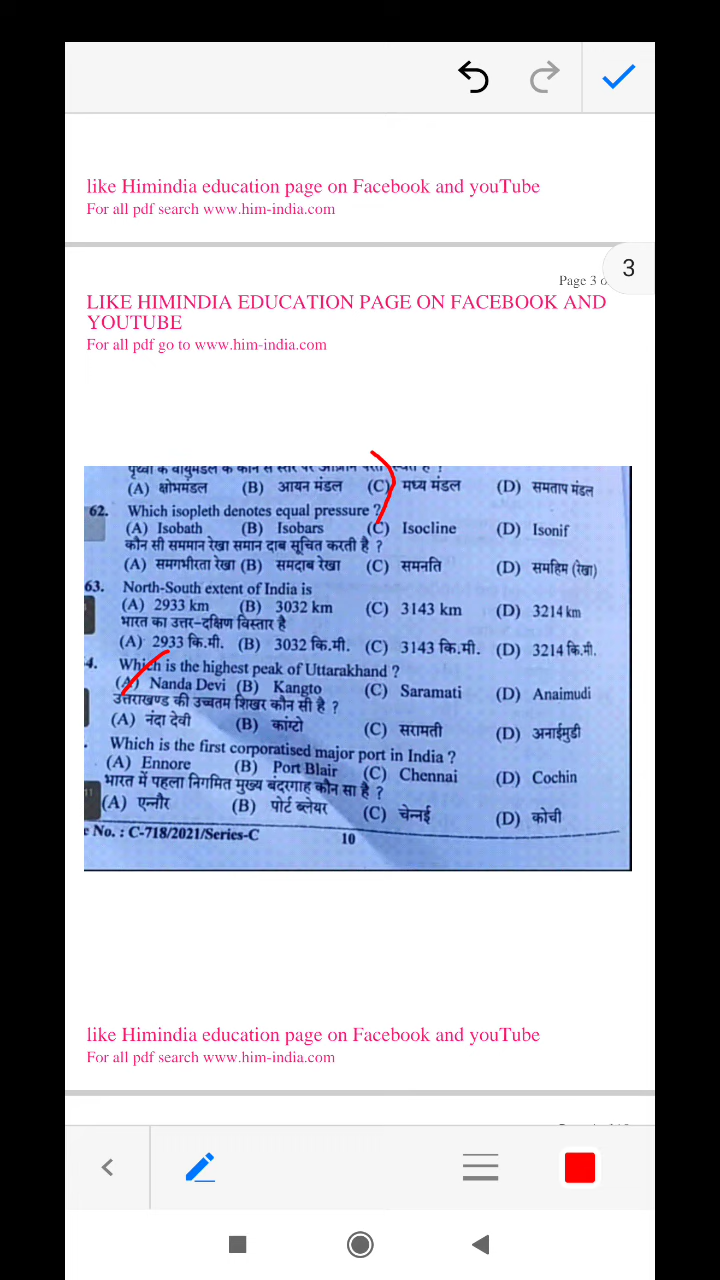 like Himindia education page on Facebook and youTube
For all pdf search www.him-india.com
3
Page 3 o
LIKE HIMINDIA EDUCATION PAGE ON FACEBOOK AND
YOUTUBE
For all pdf go to www.him-india.com
पृथ्वी के वायुमंडल के कौन से स्तर पर ओज़ोन परत स्थित है ?
(A) क्षोभमंडल (B) आयन मंडल (C) मध्य मंडल (D) समताप मंडल
62. Which isopleth denotes equal pressure ?
(A) Isobath (B) Isobars (C) Isocline (D) Isonif
कौन सी सममान रेखा समान दाब सूचित करती है ?
(A) समगभीरता रेखा (B) समदाब रेखा (C) समनति (D) समहिम (रेखा)
63. North-South extent of India is
(A) 2933 km (B) 3032 km (C) 3143 km (D) 3214 km
भारत का उत्तर-दक्षिण विस्तार है
(A) 2933 कि.मी. (B) 3032 कि.मी. (C) 3143 कि.मी. (D) 3214 कि.मी.
4. Which is the highest peak of Uttarakhand ?
(A) Nanda Devi (B) Kangto (C) Saramati (D) Anaimudi
उत्तराखण्ड की उच्चतम शिखर कौन सी है ?
(A) नंदा देवी (B) कांग्टो (C) सरामती (D) अनाईमुडी
. Which is the first corporatised major port in India ?
(A) Ennore (B) Port Blair (C) Chennai (D) Cochin
भारत में पहला निगमित मुख्य बंदरगाह कौन सा है ?
(A) एन्नौर (B) पोर्ट ब्लेयर (C) चेन्नई (D) कोची
e No. : C-718/2021/Series-C 10
like Himindia education page on Facebook and youTube
For all pdf search www.him-india.com